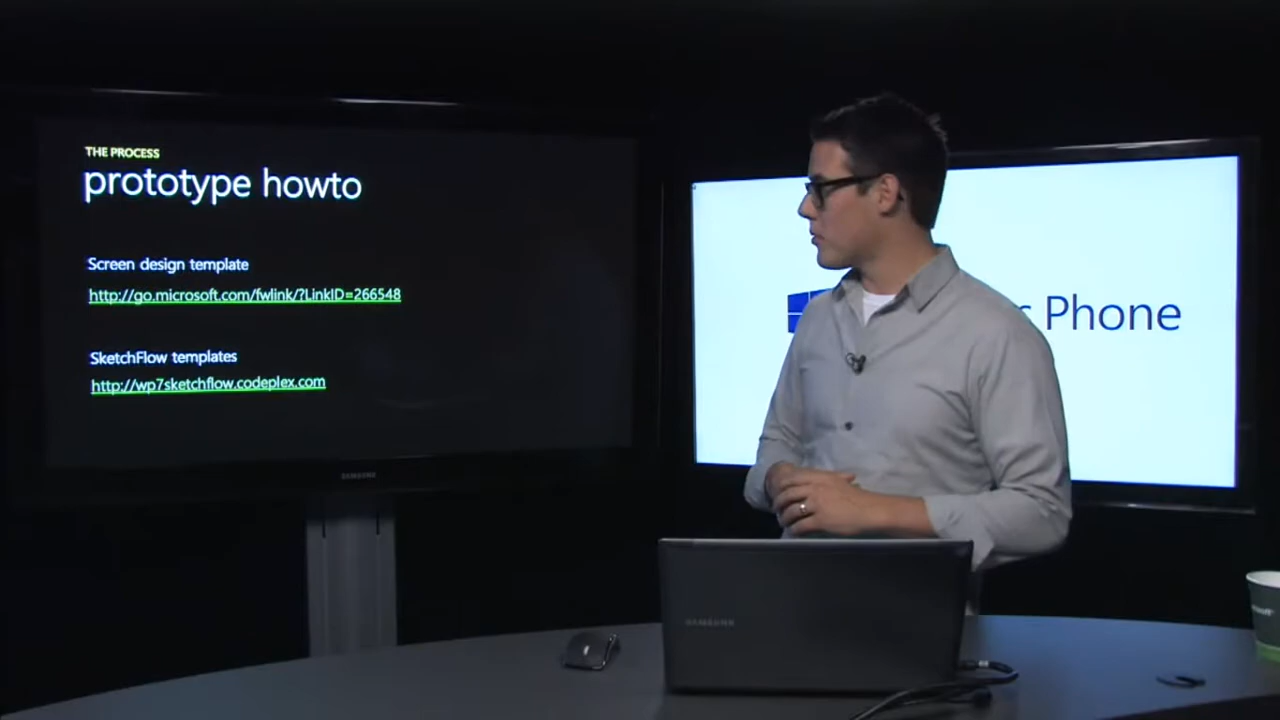 THE PROCESS
prototype howto
Screen design template
http://go.microsoft.com/fwlink/?LinkID=266548
SketchFlow templates
http://wp7sketchflow.codeplex.com
SAMSUNG
Phone
SAMSUNG